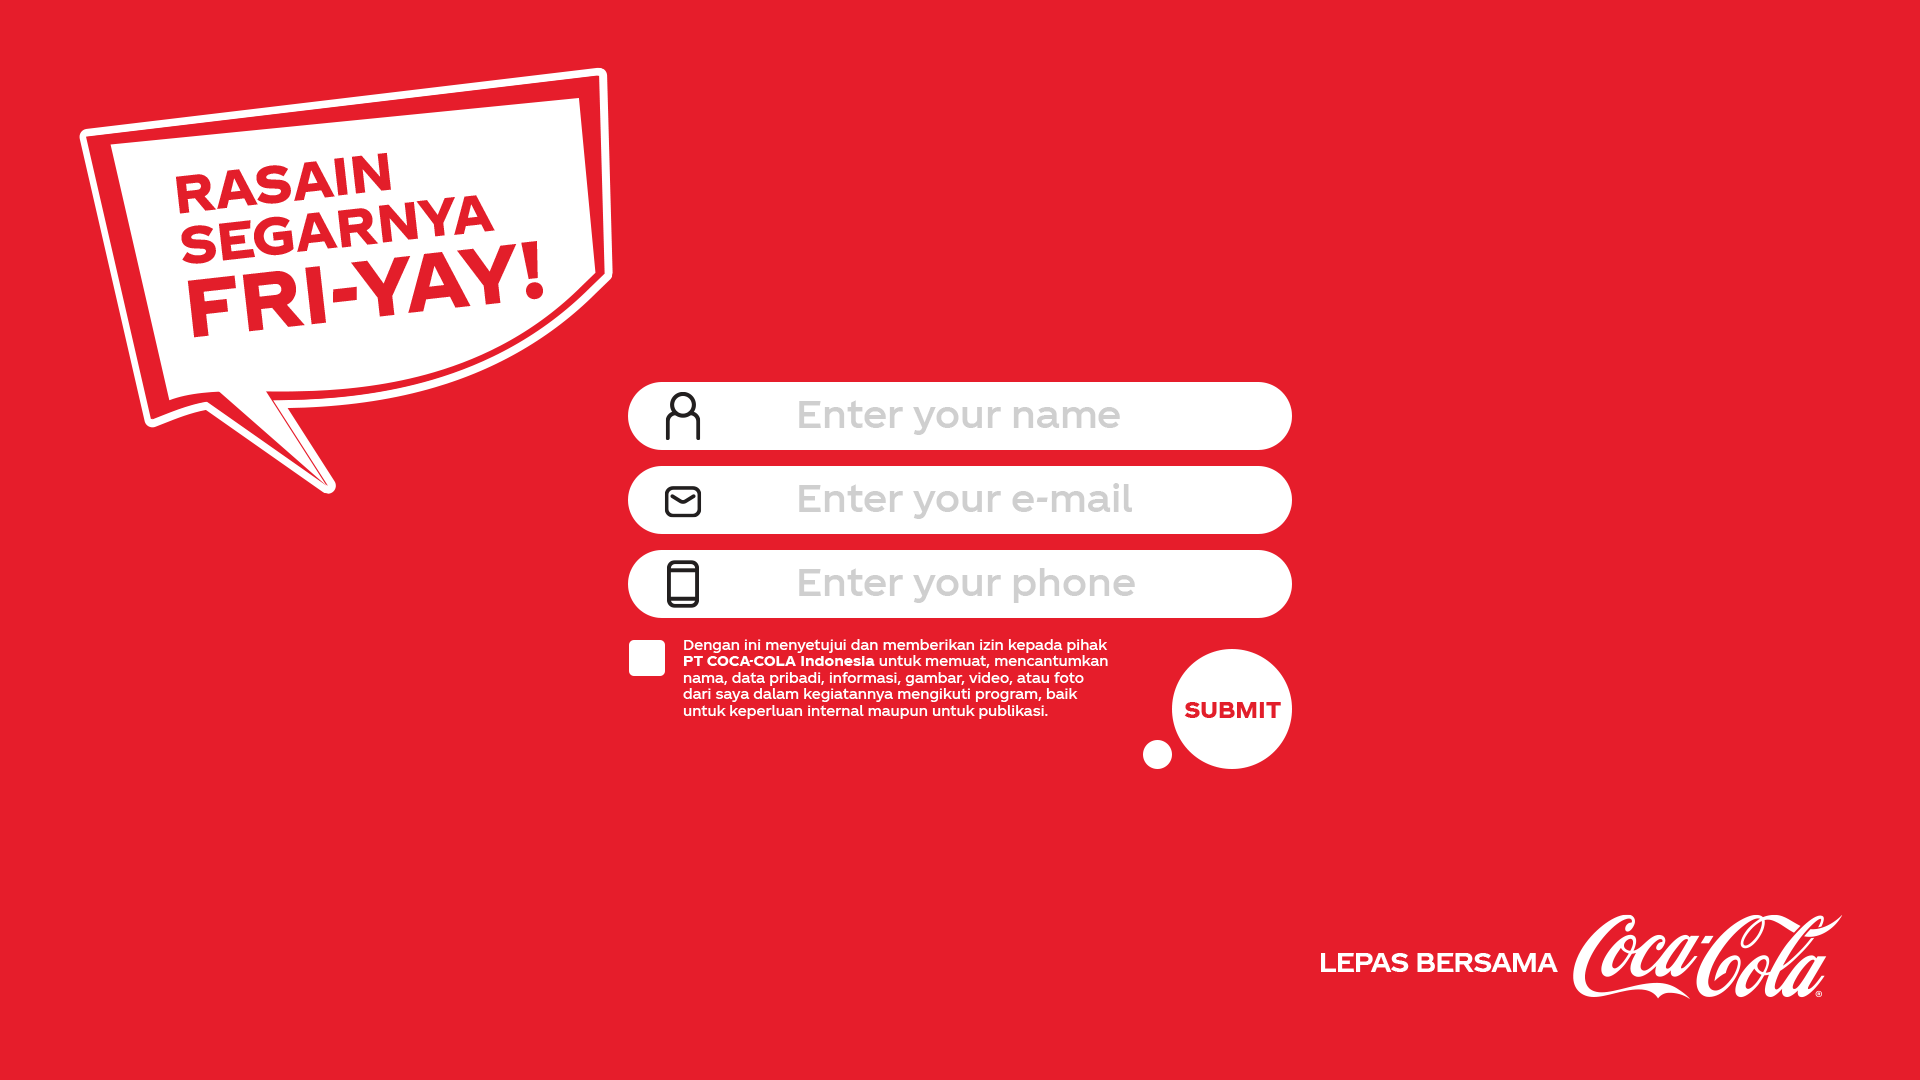 RASAIN
SEGARNYA
FRI-YAY!
Enter your name
Enter your e-mail
Enter your phone
Dengan ini menyetujui dan memberikan izin kepada pihak
PT COCA-COLA Indonesia untuk memuat, mencantumkan
nama, data pribadi, informasi, gambar, video, atau foto
dari saya dalam kegiatannya mengikuti program, baik
untuk keperluan internal maupun untuk publikasi.
SUBMIT
LEPAS BERSAMA Coca-Cola®